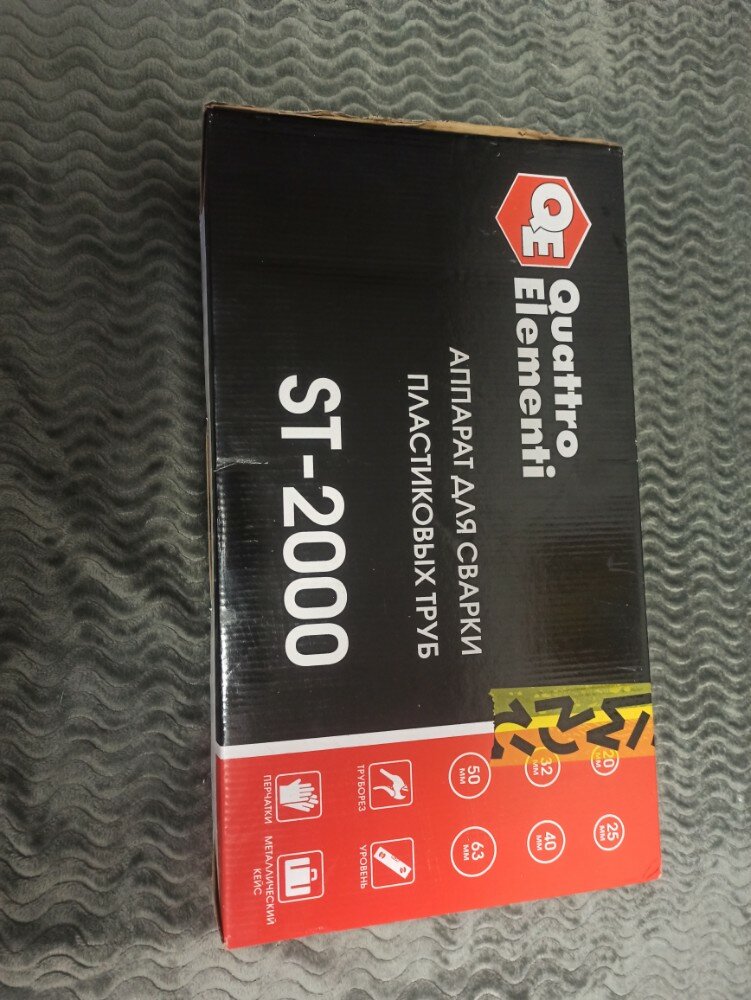 QE
Quattro
Elementi
АППАРАТ ДЛЯ СВАРКИ
ПЛАСТИКОВЫХ ТРУБ
ST-2000
20 мм
25 мм
32 мм
40 мм
50 мм
63 мм
ТРУБОРЕЗ
УРОВЕНЬ
ПЕРЧАТКИ
МЕТАЛЛИЧЕСКИЙ
КЕЙС